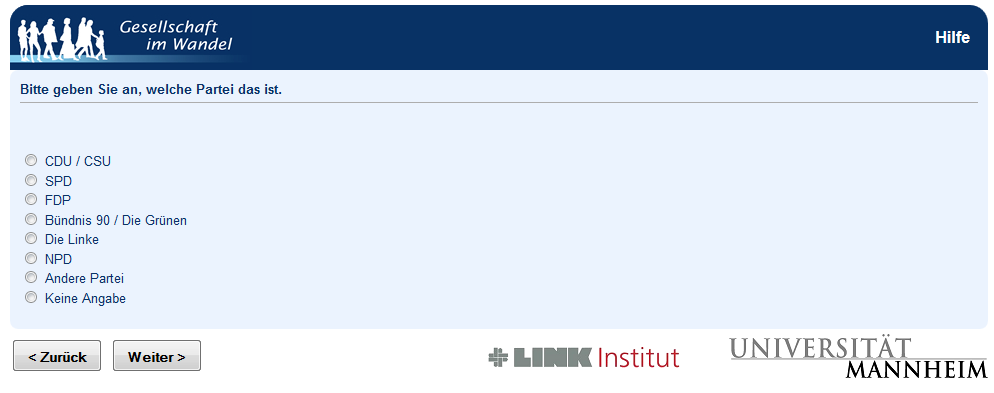 Gesellschaft
im Wandel
Hilfe
Bitte geben Sie an, welche Partei das ist.
CDU / CSU
SPD
FDP
Bündnis 90 / Die Grünen
Die Linke
NPD
Andere Partei
Keine Angabe
< Zurück
Weiter >
LINK Institut
UNIVERSITÄT
MANNHEIM